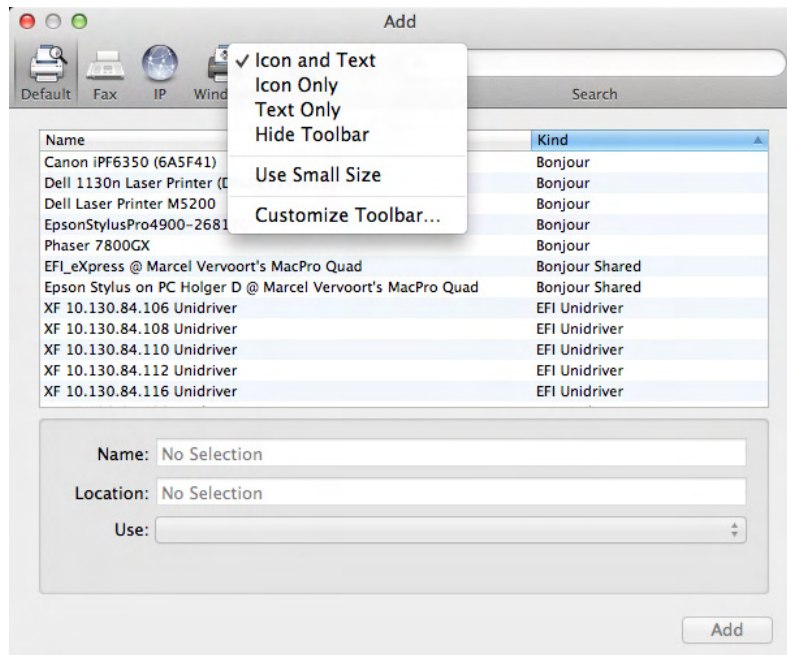 Add
Default Fax IP Wind
Search
✓ Icon and Text
Icon Only
Text Only
Hide Toolbar
Use Small Size
Customize Toolbar...
Name Kind
Canon iPF6350 (6A5F41) Bonjour
Dell 1130n Laser Printer (D Bonjour
Dell Laser Printer M5200 Bonjour
EpsonStylusPro4900-2681 Bonjour
Phaser 7800GX Bonjour
EFI_eXpress @ Marcel Vervoort's MacPro Quad Bonjour Shared
Epson Stylus on PC Holger D @ Marcel Vervoort's MacPro Quad Bonjour Shared
XF 10.130.84.106 Unidriver EFI Unidriver
XF 10.130.84.108 Unidriver EFI Unidriver
XF 10.130.84.110 Unidriver EFI Unidriver
XF 10.130.84.112 Unidriver EFI Unidriver
XF 10.130.84.116 Unidriver EFI Unidriver
Name: No Selection
Location: No Selection
Use:
Add